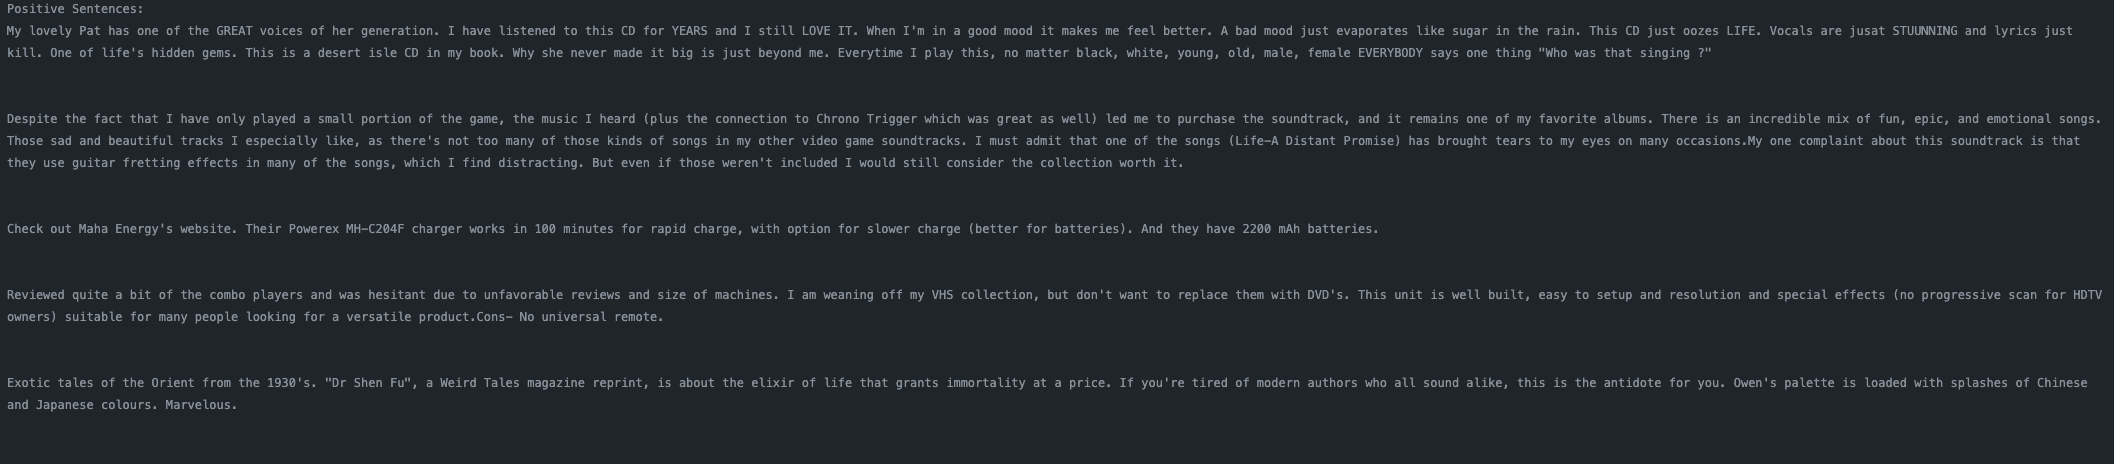 Positive Sentences:
My lovely Pat has one of the GREAT voices of her generation. I have listened to this CD for YEARS and I still LOVE IT. When I'm in a good mood it makes me feel better. A bad mood just evaporates like sugar in the rain. This CD just oozes LIFE. Vocals are jusat STUUNNING and lyrics just
kill. One of life's hidden gems. This is a desert isle CD in my book. Why she never made it big is just beyond me. Everytime I play this, no matter black, white, young, old, male, female EVERYBODY says one thing "Who was that singing ?"
Despite the fact that I have only played a small portion of the game, the music I heard (plus the connection to Chrono Trigger which was great as well) led me to purchase the soundtrack, and it remains one of my favorite albums. There is an incredible mix of fun, epic, and emotional songs.
Those sad and beautiful tracks I especially like, as there's not too many of those kinds of songs in my other video game soundtracks. I must admit that one of the songs (Life-A Distant Promise) has brought tears to my eyes on many occasions.My one complaint about this soundtrack is that
they use guitar fretting effects in many of the songs, which I find distracting. But even if those weren't included I would still consider the collection worth it.
Check out Maha Energy's website. Their Powerex MH-C204F charger works in 100 minutes for rapid charge, with option for slower charge (better for batteries). And they have 2200 mAh batteries.
Reviewed quite a bit of the combo players and was hesitant due to unfavorable reviews and size of machines. I am weaning off my VHS collection, but don't want to replace them with DVD's. This unit is well built, easy to setup and resolution and special effects (no progressive scan for HDTV
owners) suitable for many people looking for a versatile product.Cons- No universal remote.
Exotic tales of the Orient from the 1930's. "Dr Shen Fu", a Weird Tales magazine reprint, is about the elixir of life that grants immortality at a price. If you're tired of modern authors who all sound alike, this is the antidote for you. Owen's palette is loaded with splashes of Chinese
and Japanese colours. Marvelous.